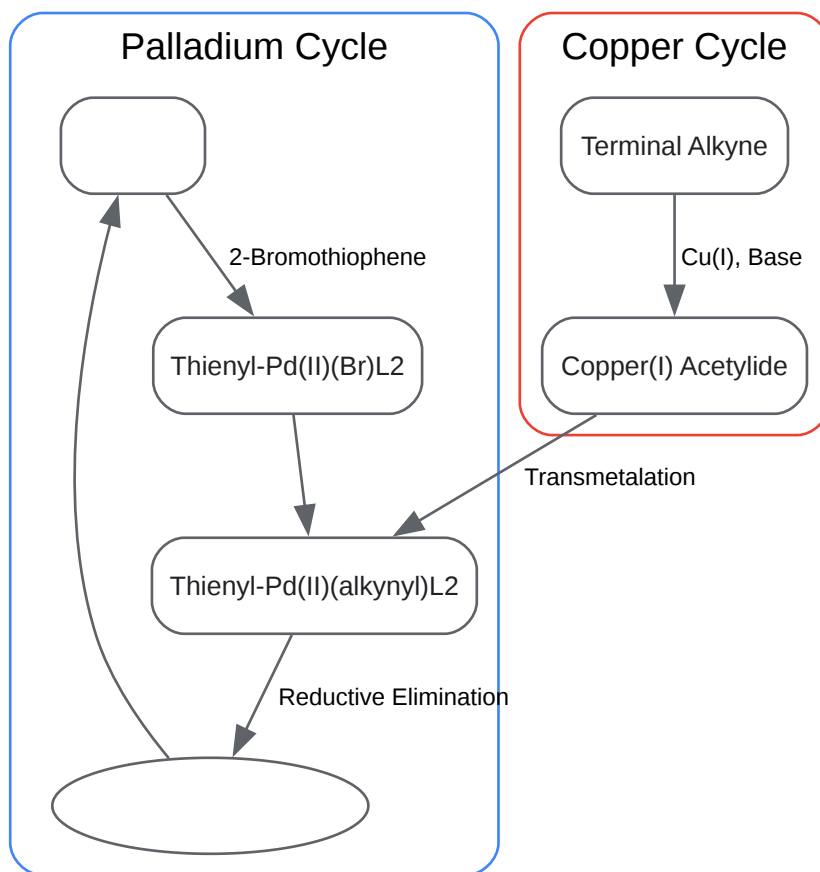 Palladium Cycle
Copper Cycle
Terminal Alkyne
2-Bromothiophene
Cu(I), Base
Thienyl-Pd(II)(Br)L2
Copper(I) Acetylide
Transmetalation
Thienyl-Pd(II)(alkynyl)L2
Reductive Elimination